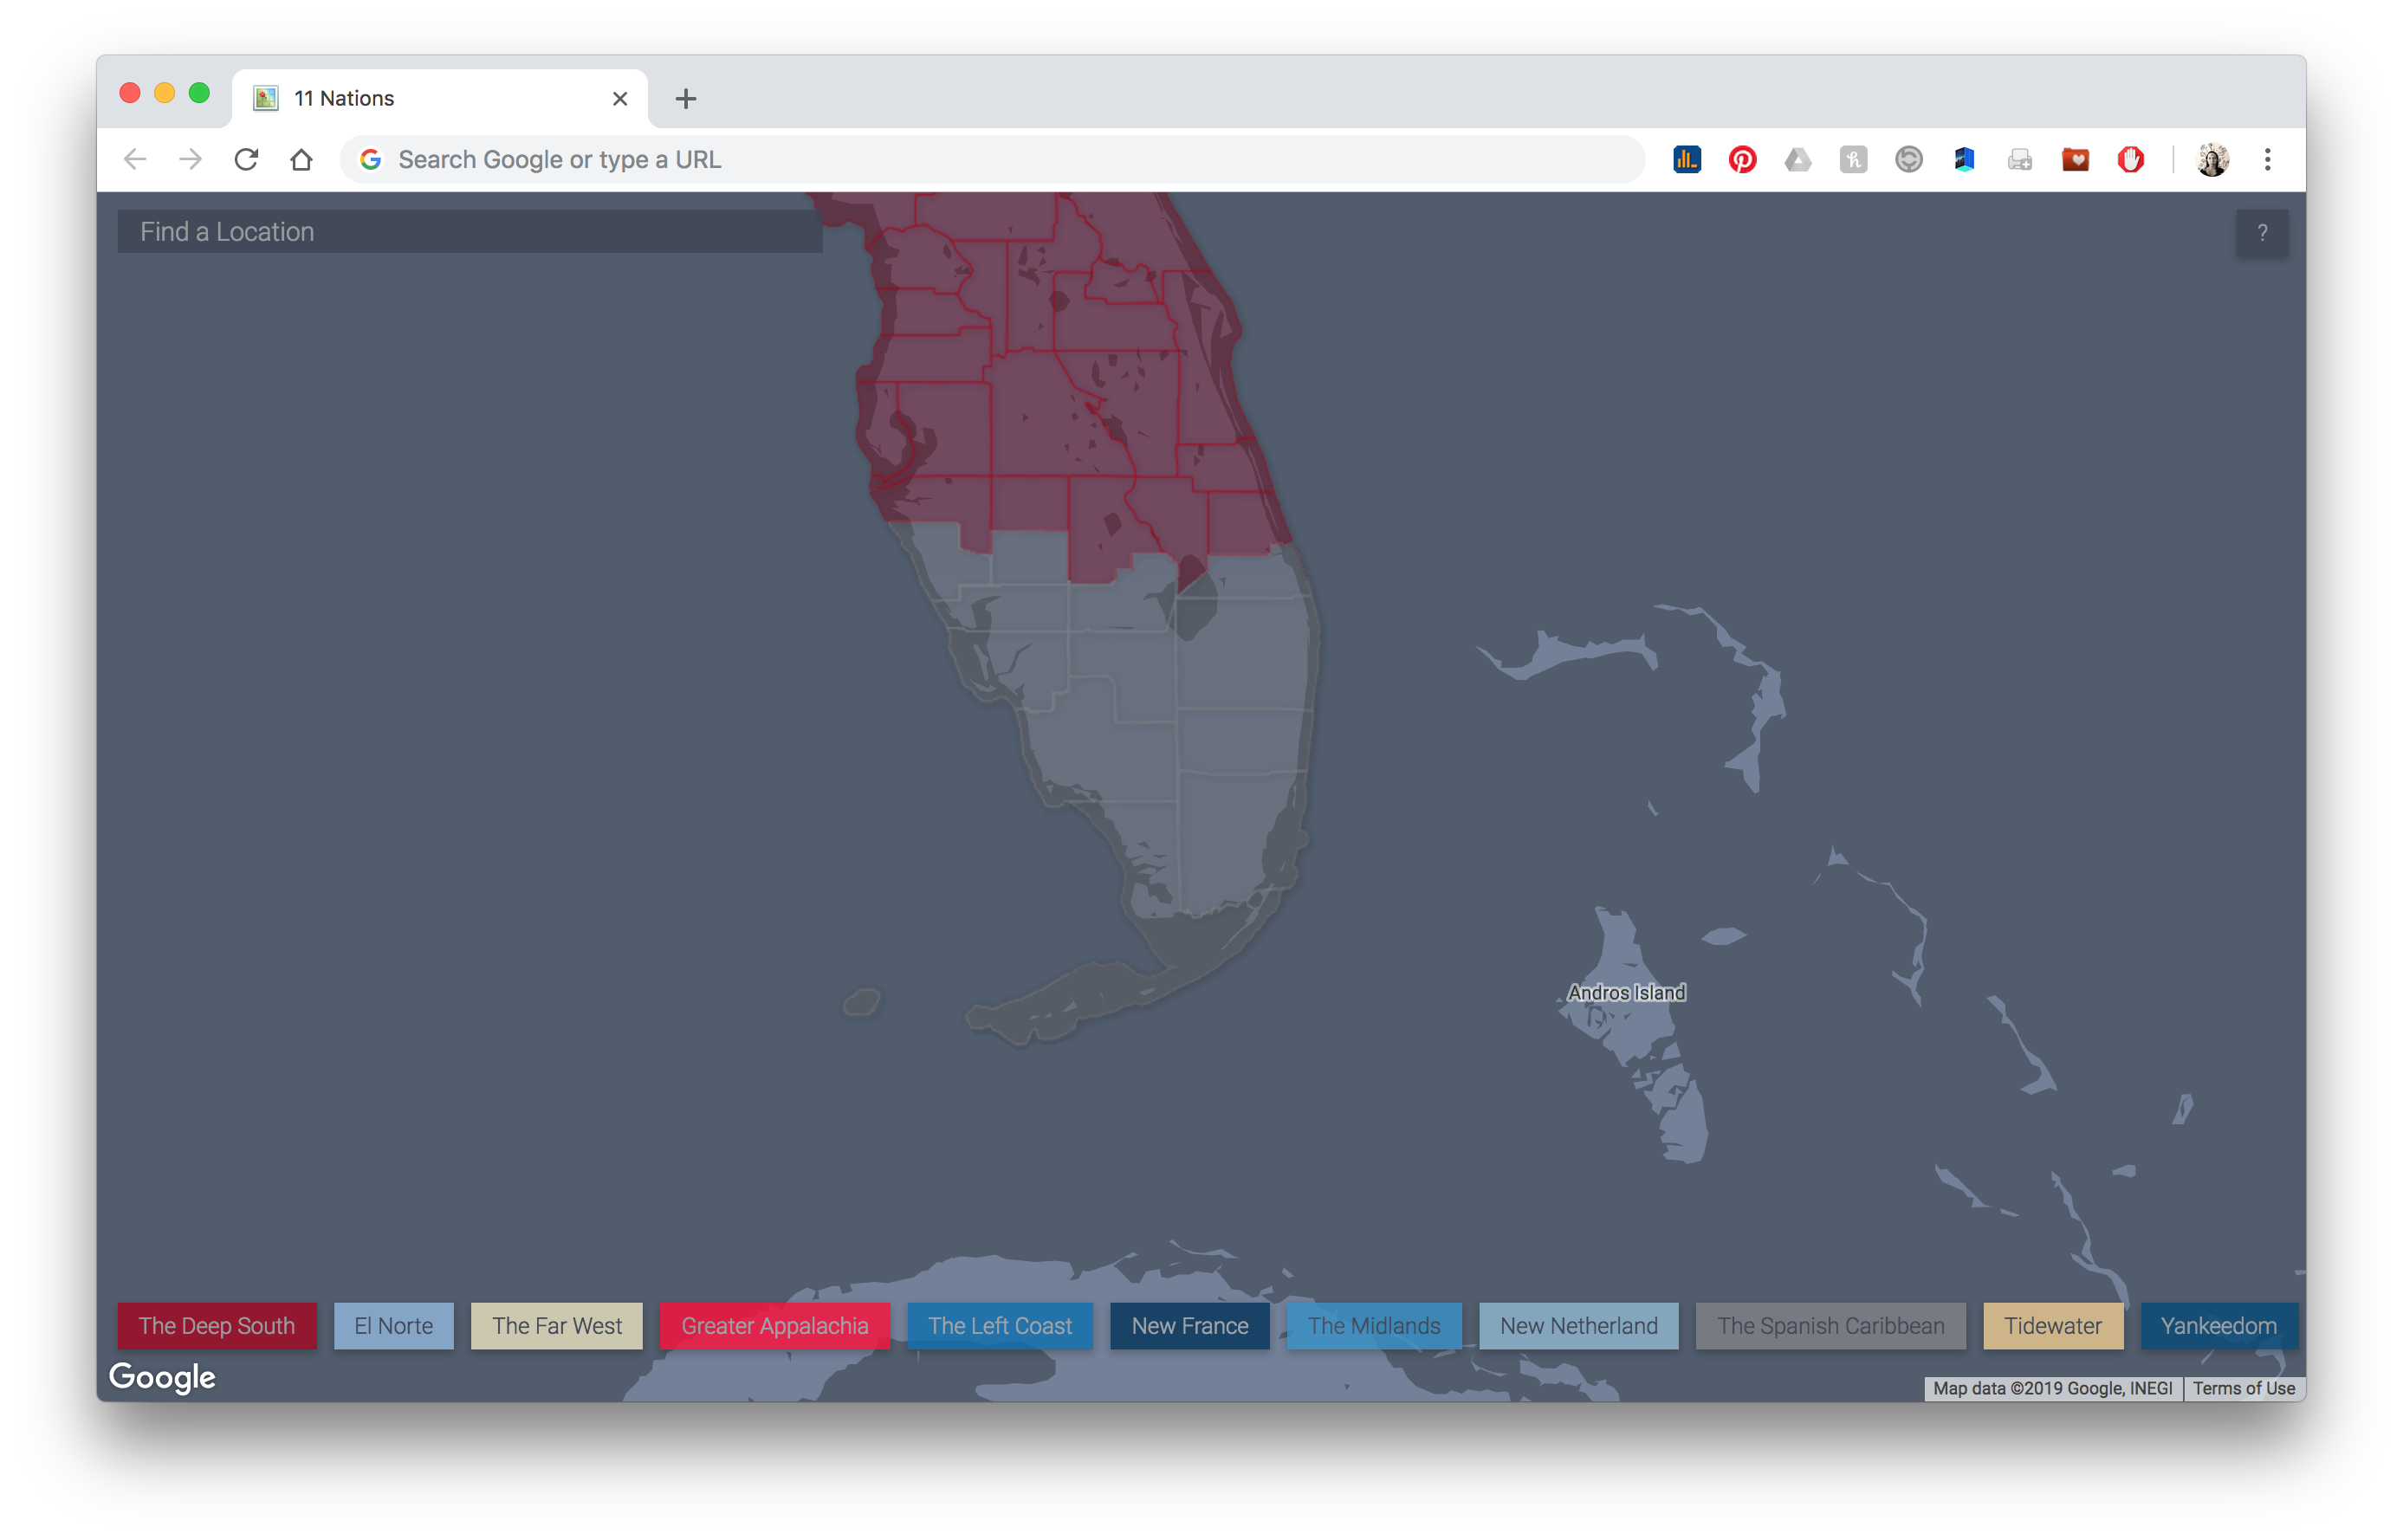 11 Nations
Search Google or type a URL
Find a Location
?
Andros Island
The Deep South
El Norte
The Far West
Greater Appalachia
The Left Coast
New France
The Midlands
New Netherland
The Spanish Caribbean
Tidewater
Yankeedom
Google
Map data ©2019 Google, INEGI
Terms of Use